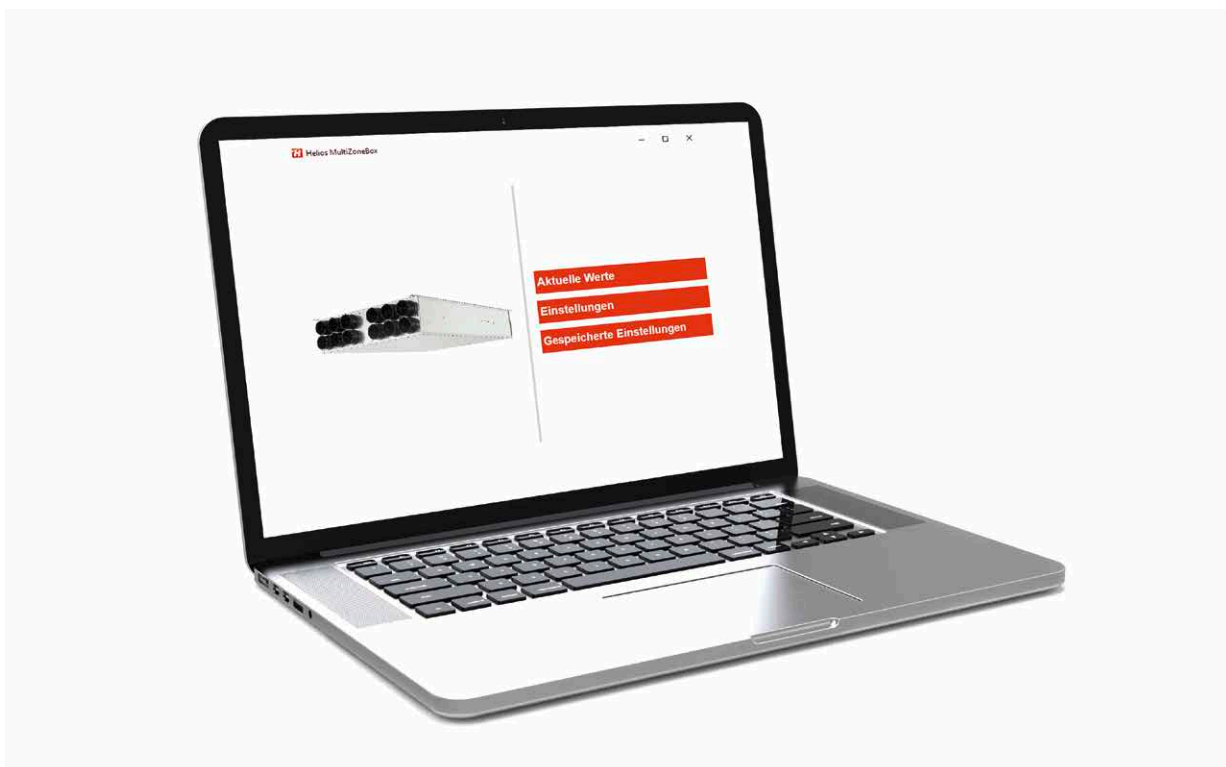 Helios MultiZoneBox
Aktuelle Werte
Einstellungen
Gespeicherte Einstellungen